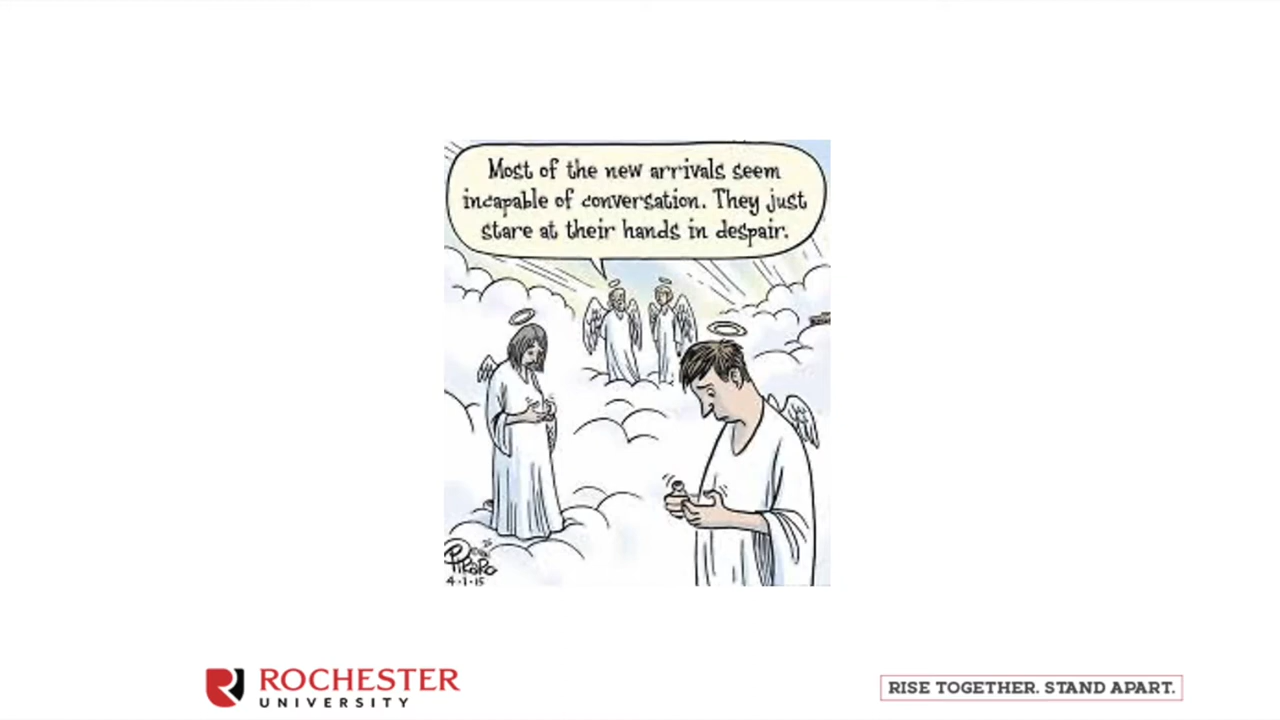 Most of the new arrivals seem
incapable of conversation. They just
stare at their hands in despair.
PIRARO
4-1-15
ROCHESTER
UNIVERSITY
RISE TOGETHER. STAND APART.